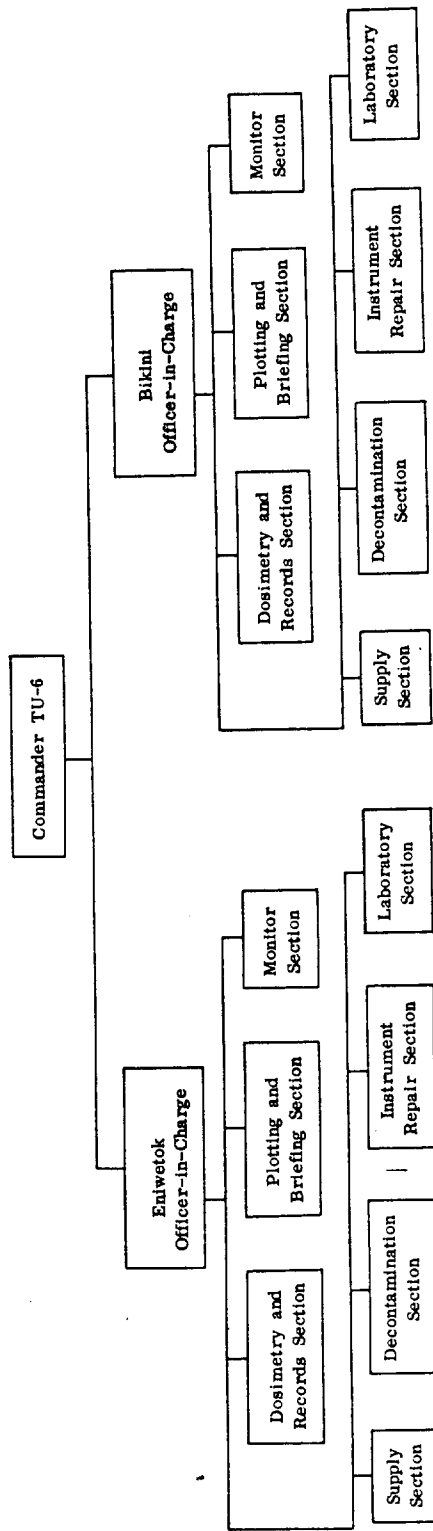 Commander TU-6
Eniwetok
Officer-in-Charge
Bikini
Officer-in-Charge
Dosimetry and
Records Section
Plotting and
Briefing Section
Monitor
Section
Supply
Section
Decontamination
Section
Instrument
Repair Section
Laboratory
Section
Dosimetry and
Records Section
Plotting and
Briefing Section
Monitor
Section
Supply
Section
Decontamination
Section
Instrument
Repair Section
Laboratory
Section